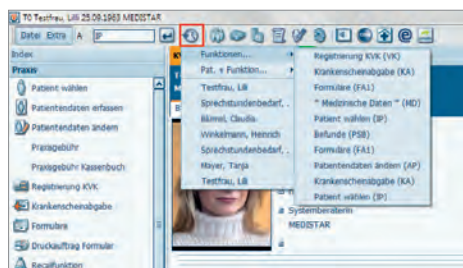 T0 Testfrau, Lilli 25.09.1963 MEDISTAR
Datei Extra A IP
Index
Praxis
Patient wählen
Patientendaten erfassen
Patientendaten ändern
Praxisgebühr
Praxisgebühr Kassenbuch
Registrierung KVK
Krankenscheinabgabe
Formulare
Druckauftrag Formular
Recallfunktion
Funktionen...
Pat. + Funktion...
Testfrau, Lilli
Sprechstundenbedarf, .
Blümel, Claudia
Winkelmann, Heinrich
Sprechstundenbedarf, .
Mayer, Tanja
Testfrau, Lilli
Registrierung KVK (VK)
Krankenscheinabgabe (KA)
Formulare (FA1)
" Medizinische Daten " (MD)
Patient wählen (IP)
Befunde (PSB)
Formulare (FA1)
Patientendaten ändern (AP)
Krankenscheinabgabe (KA)
Patient wählen (IP)
Systemberaterin
MEDISTAR